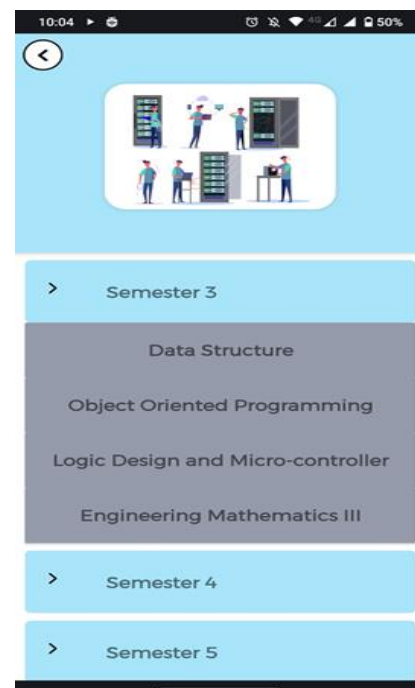 10:04
4G 50%
Semester 3
Data Structure
Object Oriented Programming
Logic Design and Micro-controller
Engineering Mathematics III
Semester 4
Semester 5